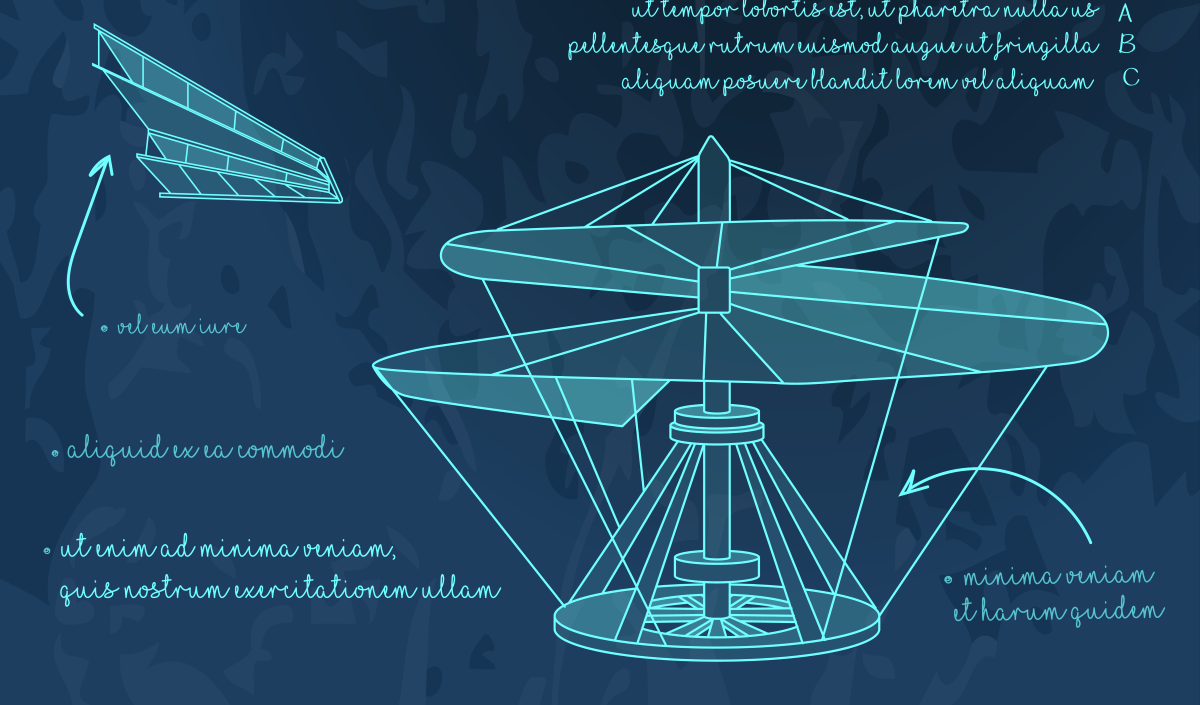 ut tempor lobortis est, ut pharetra nulla us A
pellentesque rutrum euismod augue ut fringilla B
aliquam posuere blandit lorem vel aliquam C
vel eum iure
aliquid ex ea commodi
ut enim ad minima veniam,
quis nostrum exercitationem ullam
minima veniam
et harum quidem